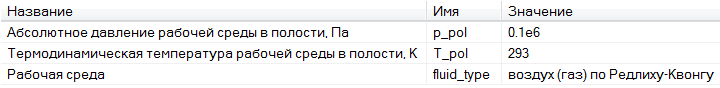 Название Имя Значение
Абсолютное давление рабочей среды в полости, Па p_pol 0.1e6
Термодинамическая температура рабочей среды в полости, К T_pol 293
Рабочая среда fluid_type воздух (газ) по Редлиху-Квонгу